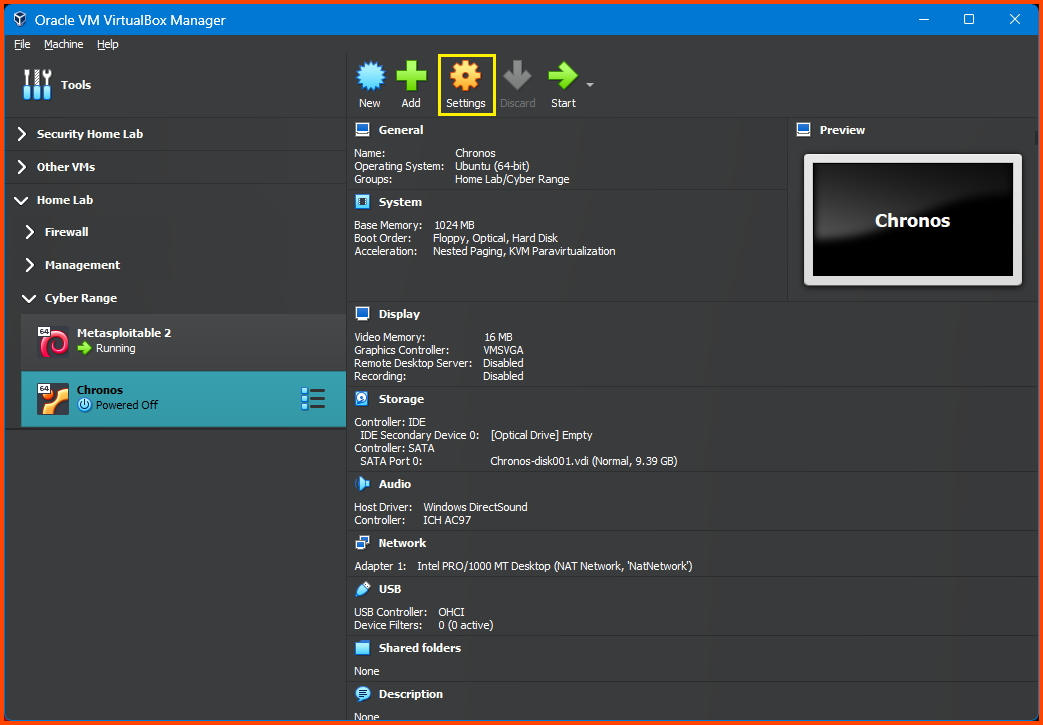 Oracle VM VirtualBox Manager
File Machine Help
Tools
New Add Settings Discard Start
Security Home Lab
Other VMs
Home Lab
Firewall
Management
Cyber Range
64
Metasploitable 2
Running
64
Chronos
Powered Off
General
Name: Chronos
Operating System: Ubuntu (64-bit)
Groups: Home Lab/Cyber Range
Preview
Chronos
System
Base Memory: 1024 MB
Boot Order: Floppy, Optical, Hard Disk
Acceleration: Nested Paging, KVM Paravirtualization
Display
Video Memory: 16 MB
Graphics Controller: VMSVGA
Remote Desktop Server: Disabled
Recording: Disabled
Storage
Controller: IDE
IDE Secondary Device 0: [Optical Drive] Empty
Controller: SATA
SATA Port 0: Chronos-disk001.vdi (Normal, 9.39 GB)
Audio
Host Driver: Windows DirectSound
Controller: ICH AC97
Network
Adapter 1: Intel PRO/1000 MT Desktop (NAT Network, 'NatNetwork')
USB
USB Controller: OHCI
Device Filters: 0 (0 active)
Shared folders
None
Description
None